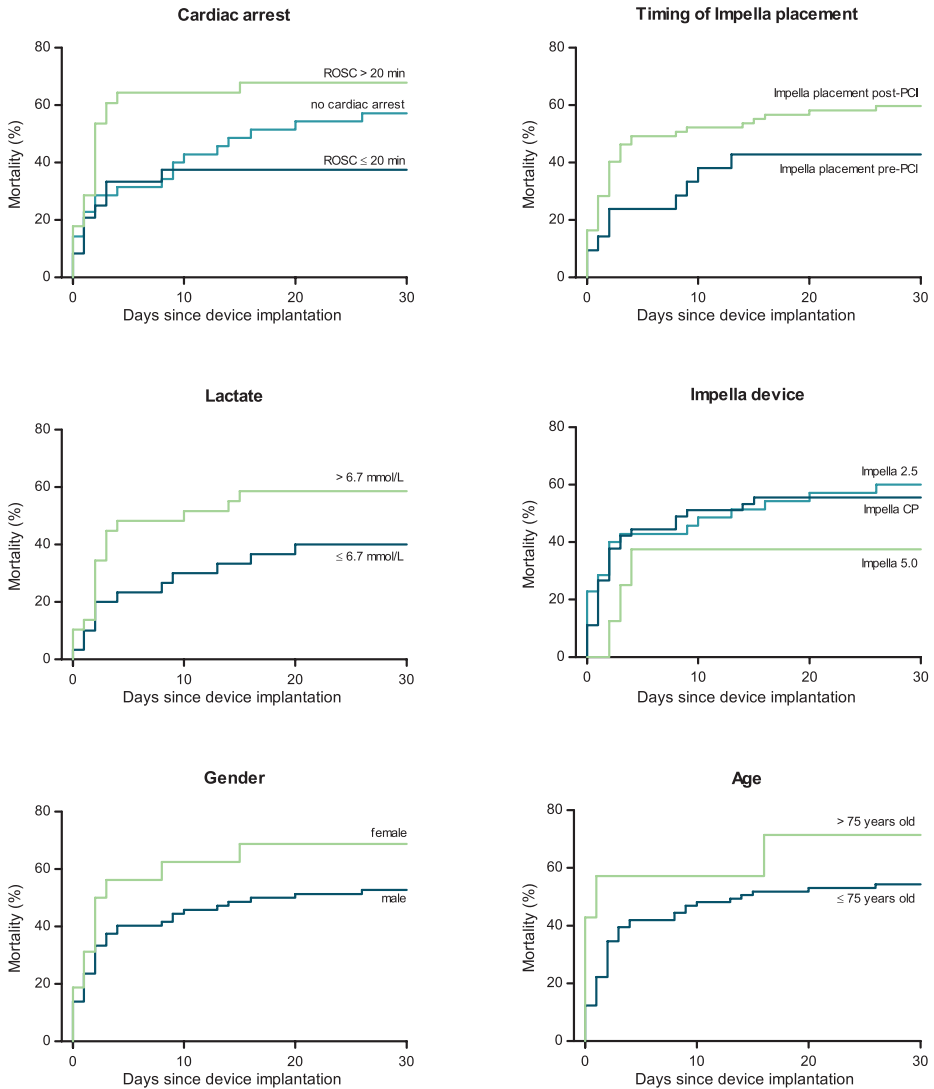 Cardiac arrest
80
60
40
20
0
Mortality (%)
ROSC > 20 min
no cardiac arrest
ROSC ≤ 20 min
0 10 20 30
Days since device implantation
Timing of Impella placement
80
60
40
20
0
Mortality (%)
Impella placement post-PCI
Impella placement pre-PCI
0 10 20 30
Days since device implantation
Lactate
80
60
40
20
0
Mortality (%)
> 6.7 mmol/L
≤ 6.7 mmol/L
0 10 20 30
Days since device implantation
Impella device
80
60
40
20
0
Mortality (%)
Impella 2.5
Impella CP
Impella 5.0
0 10 20 30
Days since device implantation
Gender
80
60
40
20
0
Mortality (%)
female
male
0 10 20 30
Days since device implantation
Age
80
60
40
20
0
Mortality (%)
> 75 years old
≤ 75 years old
0 10 20 30
Days since device implantation